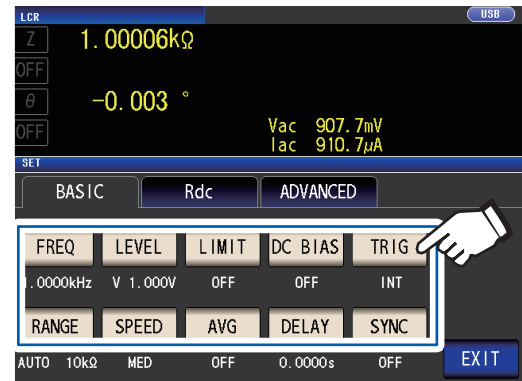 LCR USB
Z 1.00006kΩ
OFF
θ -0.003 °
OFF
Vac 907.7mV
Iac 910.7μA
SET
BASIC Rdc ADVANCED
FREQ LEVEL LIMIT DC BIAS TRIG
1.0000kHz V 1.000V OFF OFF INT
RANGE SPEED AVG DELAY SYNC
AUTO 10kΩ MED OFF 0.0000s OFF
EXIT